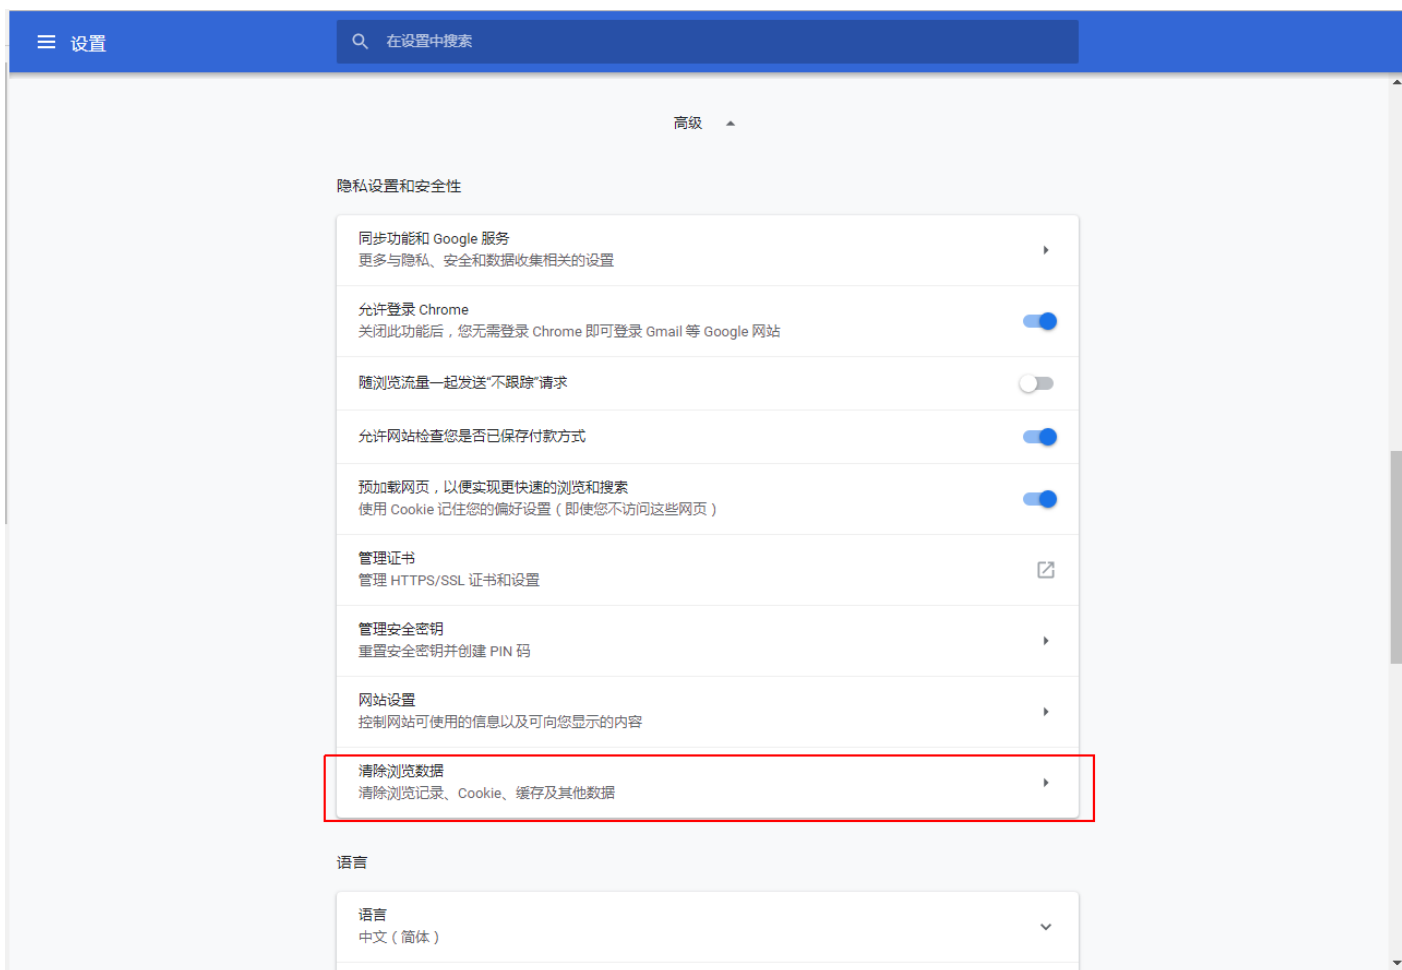 设置
在设置中搜索
高级
隐私设置和安全性
同步功能和 Google 服务
更多与隐私、安全和数据收集相关的设置
允许登录 Chrome
关闭此功能后，您无需登录 Chrome 即可登录 Gmail 等 Google 网站
随浏览流量一起发送“不跟踪”请求
允许网站检查您是否已保存付款方式
预加载网页，以便实现更快速的浏览和搜索
使用 Cookie 记住您的偏好设置（即使您不访问这些网页）
管理证书
管理 HTTPS/SSL 证书和设置
管理安全密钥
重置安全密钥并创建 PIN 码
网站设置
控制网站可使用的信息以及可向您显示的内容
清除浏览数据
清除浏览记录、Cookie、缓存及其他数据
语言
语言
中文（简体）